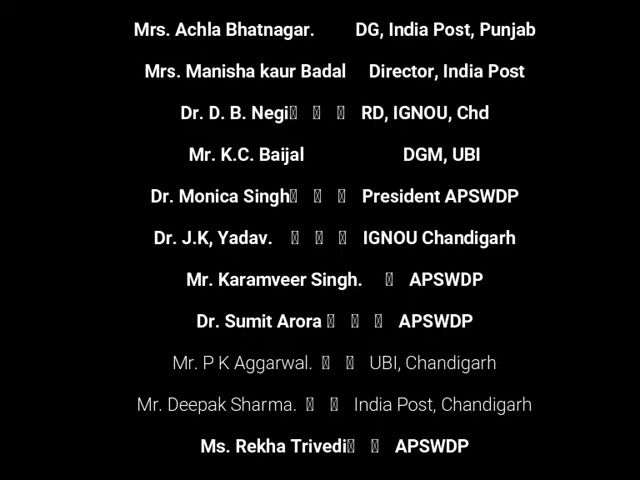 Mrs. Achla Bhatnagar. DG, India Post, Punjab
Mrs. Manisha kaur Badal Director, India Post
Dr. D. B. Negi RD, IGNOU, Chd
Mr. K.C. Baijal DGM, UBI
Dr. Monica Singh President APSWDP
Dr. J.K, Yadav. IGNOU Chandigarh
Mr. Karamveer Singh. APSWDP
Dr. Sumit Arora APSWDP
Mr. P K Aggarwal. UBI, Chandigarh
Mr. Deepak Sharma. India Post, Chandigarh
Ms. Rekha Trivedi APSWDP